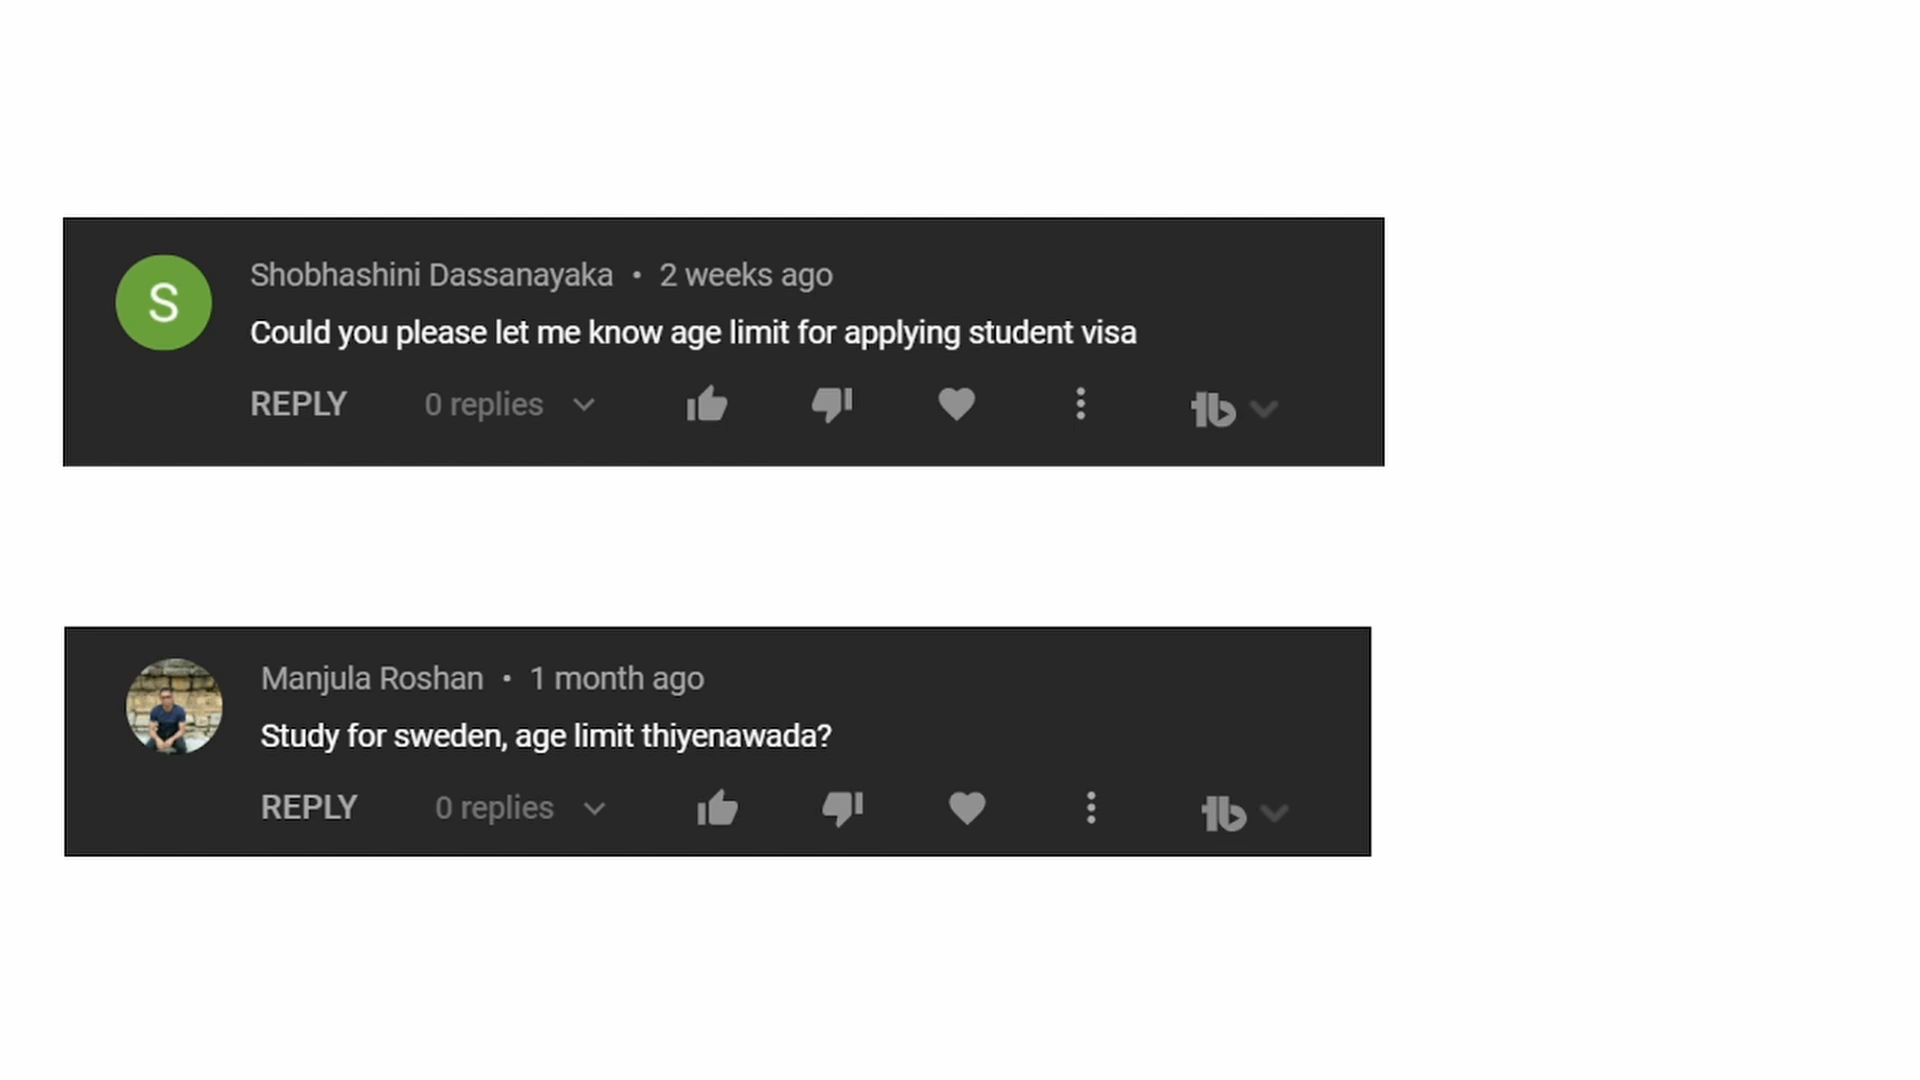 S
Shobhashini Dassanayaka • 2 weeks ago
Could you please let me know age limit for applying student visa
REPLY 0 replies
Manjula Roshan • 1 month ago
Study for sweden, age limit thiyenawada?
REPLY 0 replies